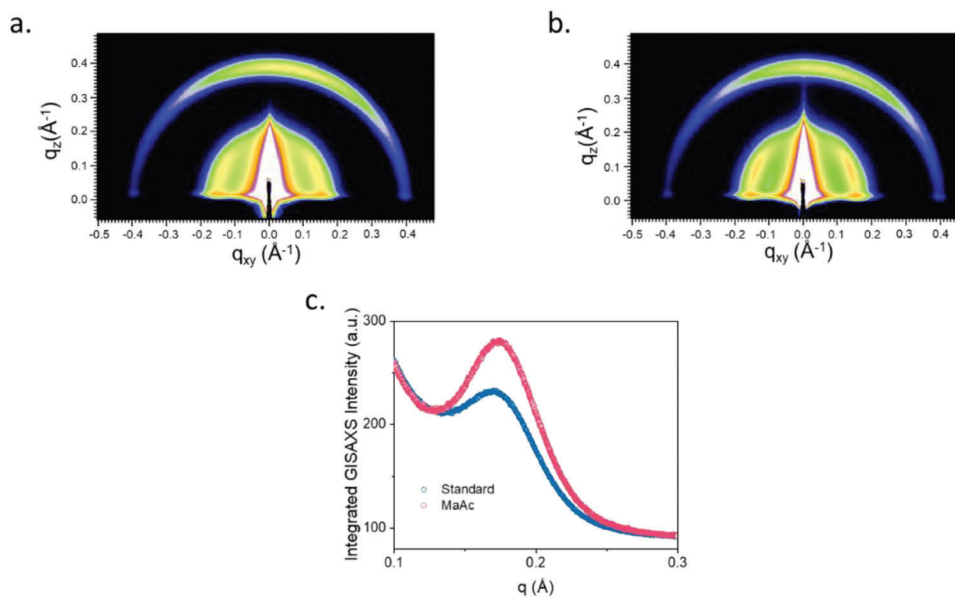 a.
b.
q_z(Å⁻¹)
0.4
0.3
0.2
0.1
0.0
-0.5 -0.4 -0.3 -0.2 -0.1 0.0 0.1 0.2 0.3 0.4
q_xy (Å⁻¹)
q_z(Å⁻¹)
0.4
0.3
0.2
0.1
0.0
-0.5 -0.4 -0.3 -0.2 -0.1 0.0 0.1 0.2 0.3 0.4
q_xy (Å⁻¹)
c.
Integrated GISAXS Intensity (a.u.)
300
200
100
Standard
MaAc
0.1 0.2 0.3
q (Å)